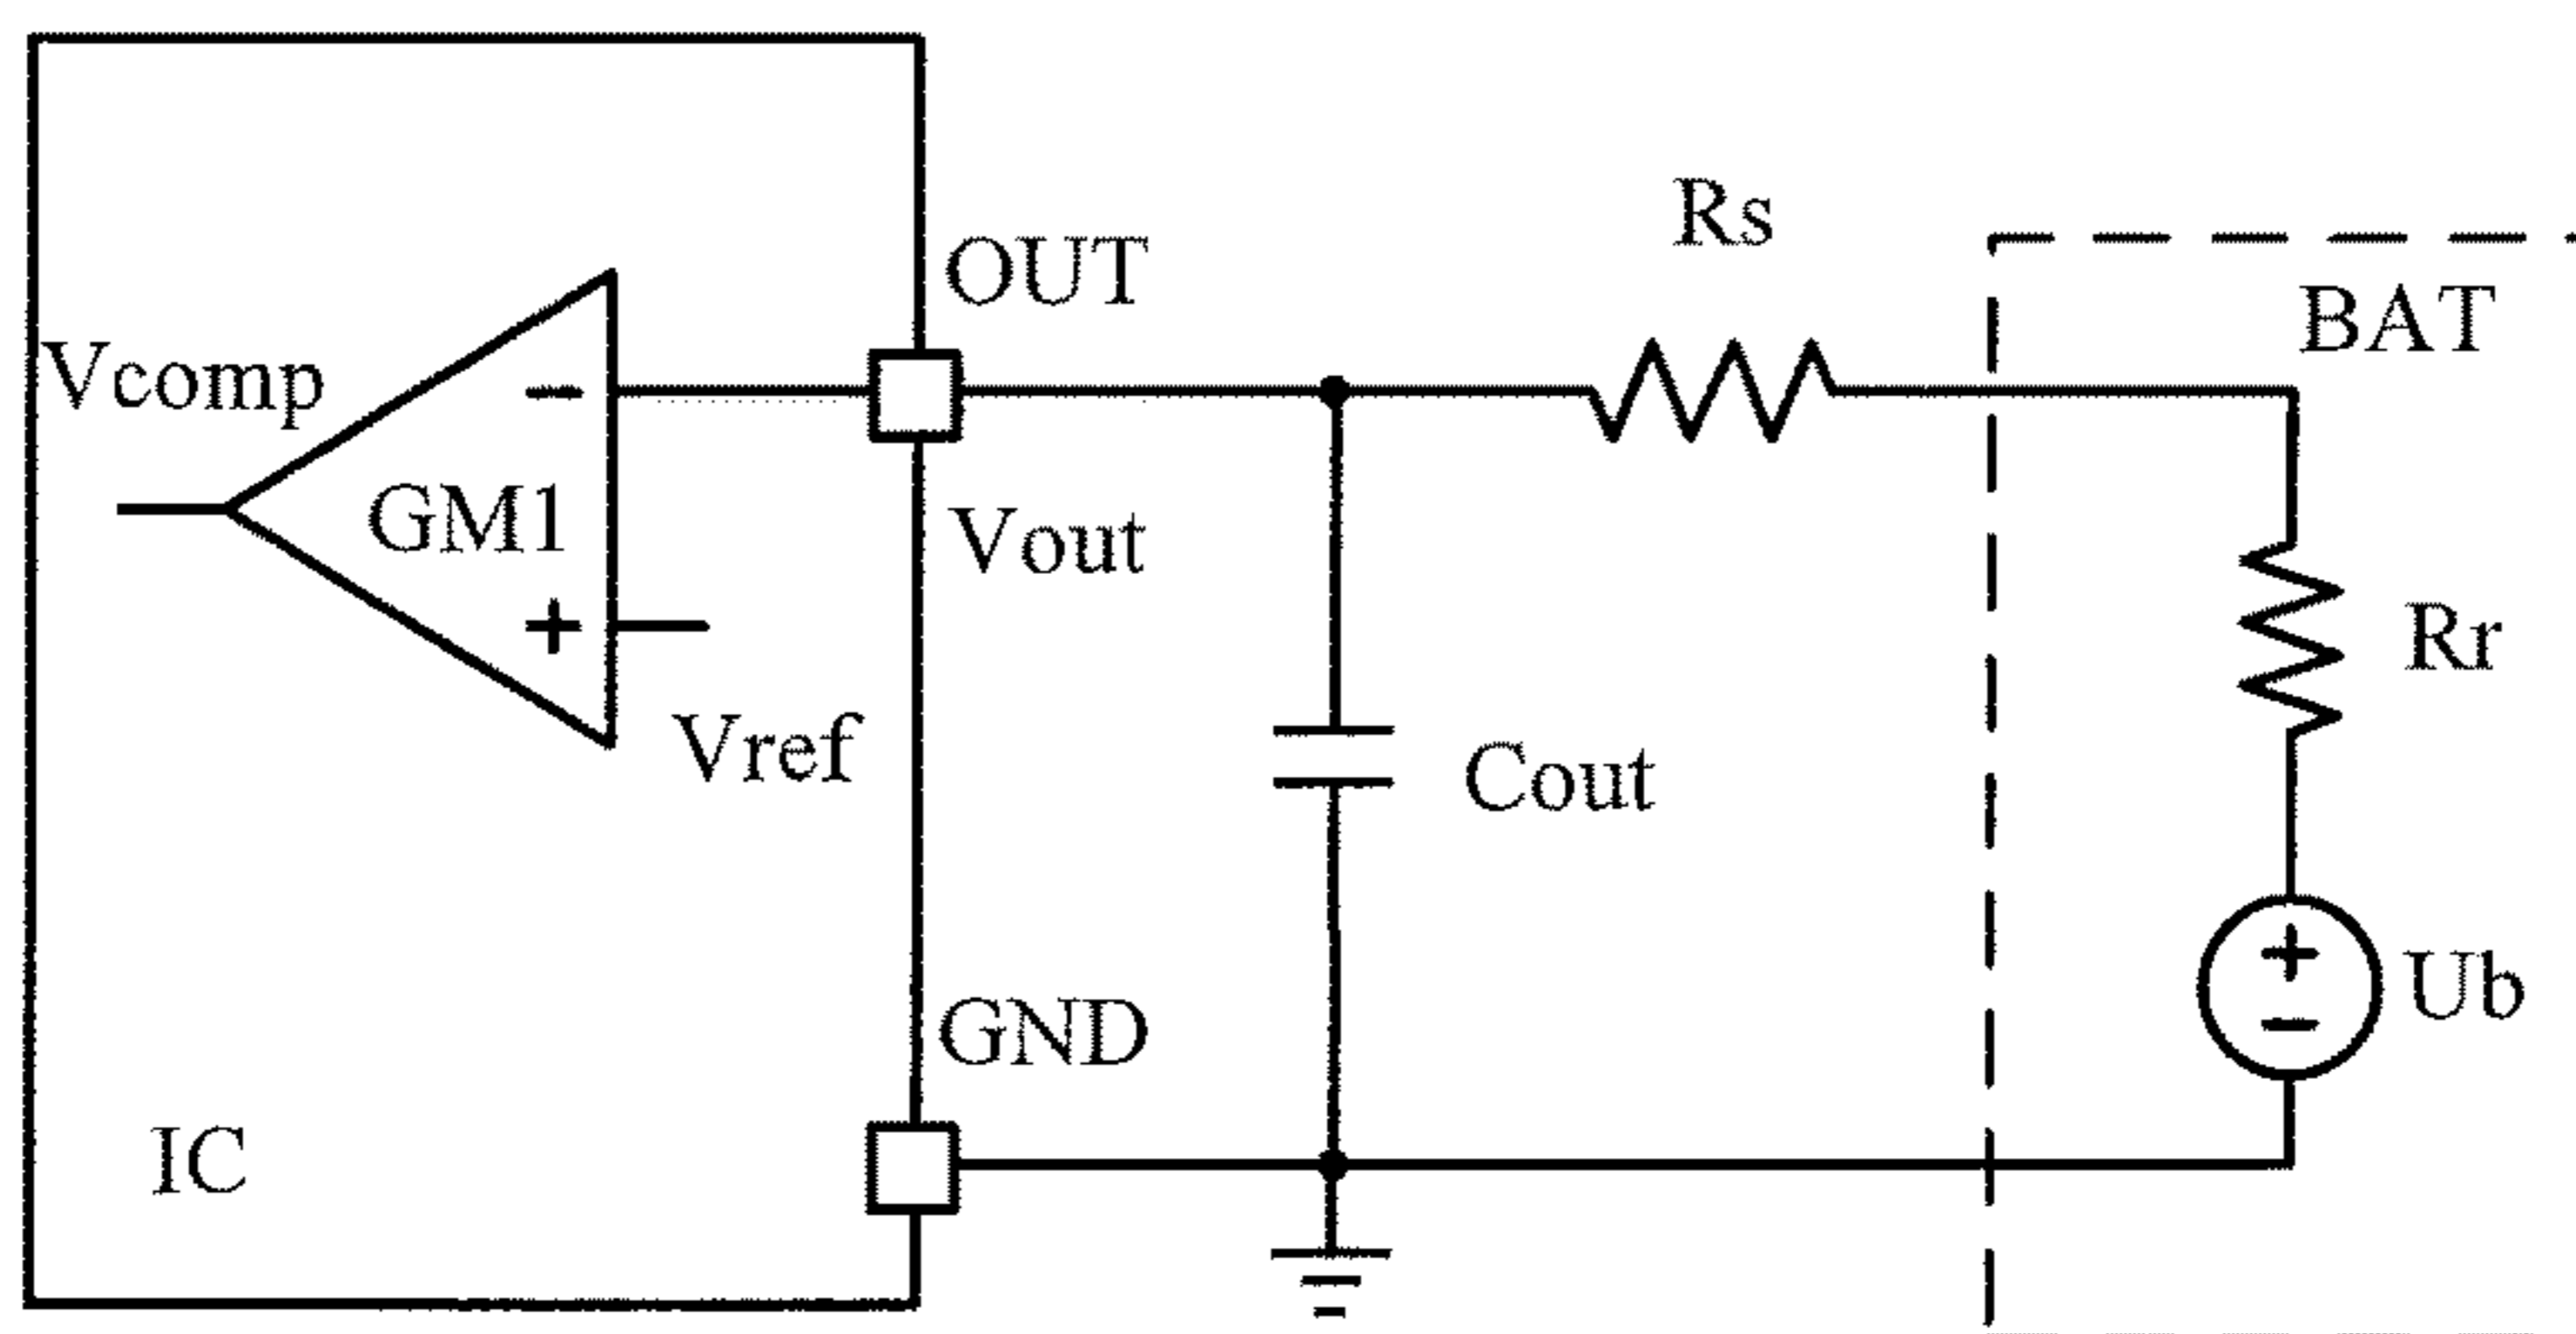 Rs
OUT
BAT
Vcomp
GM1
Vout
Rr
Vref
Cout
Ub
GND
IC